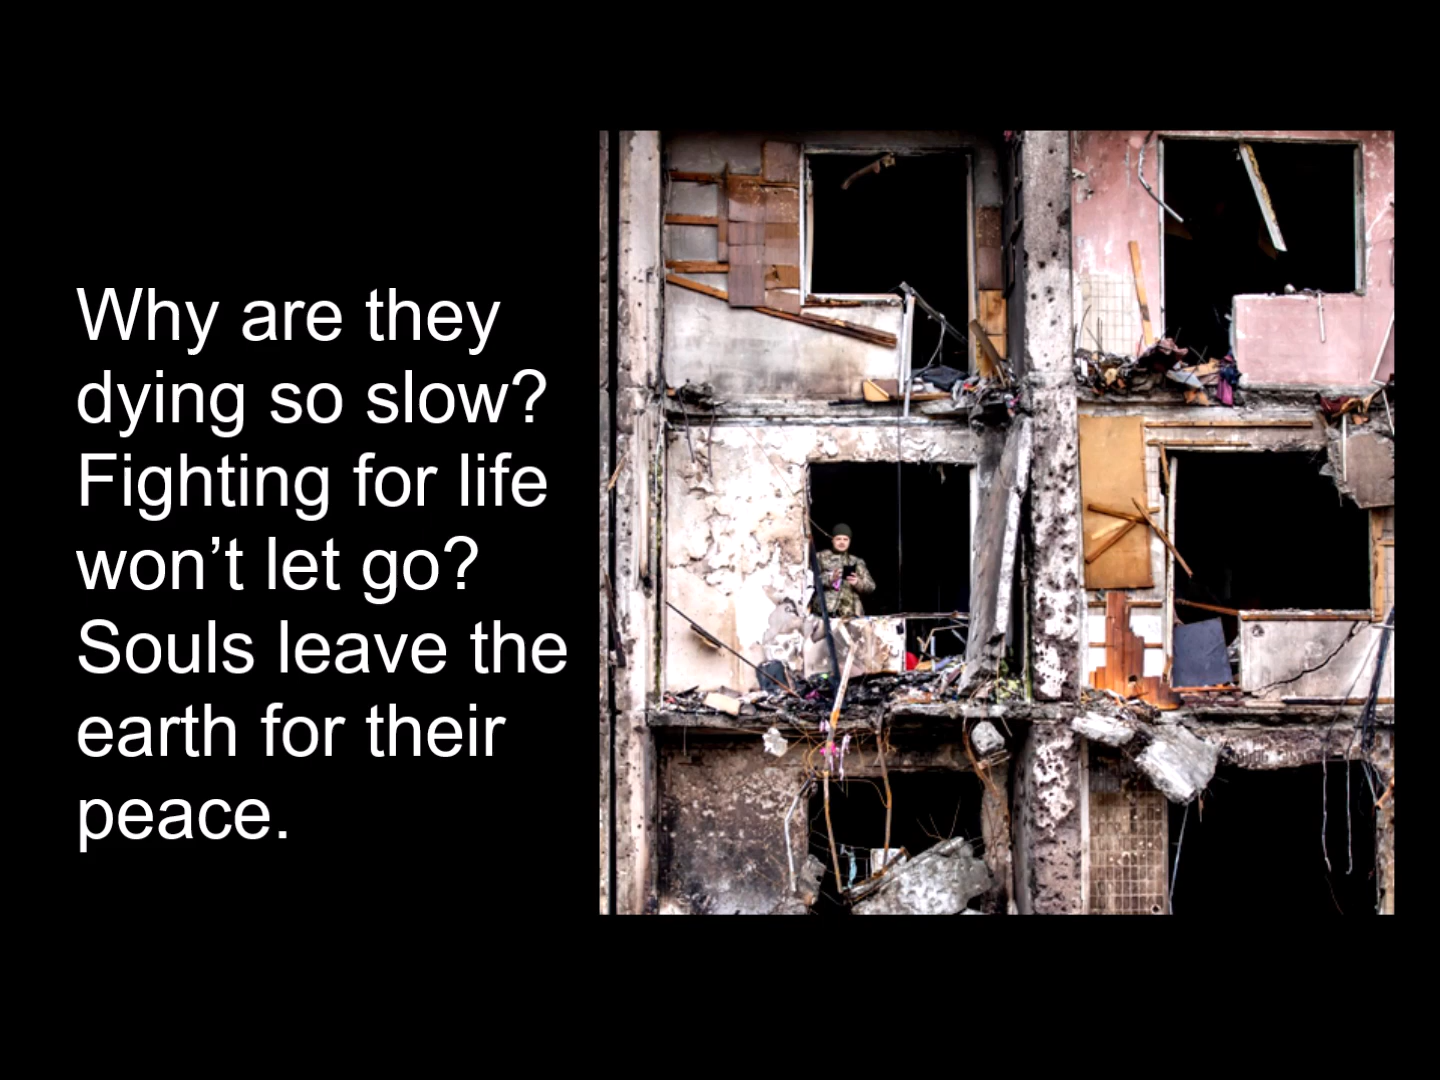 Why are they
dying so slow?
Fighting for life
won’t let go?
Souls leave the
earth for their
peace.